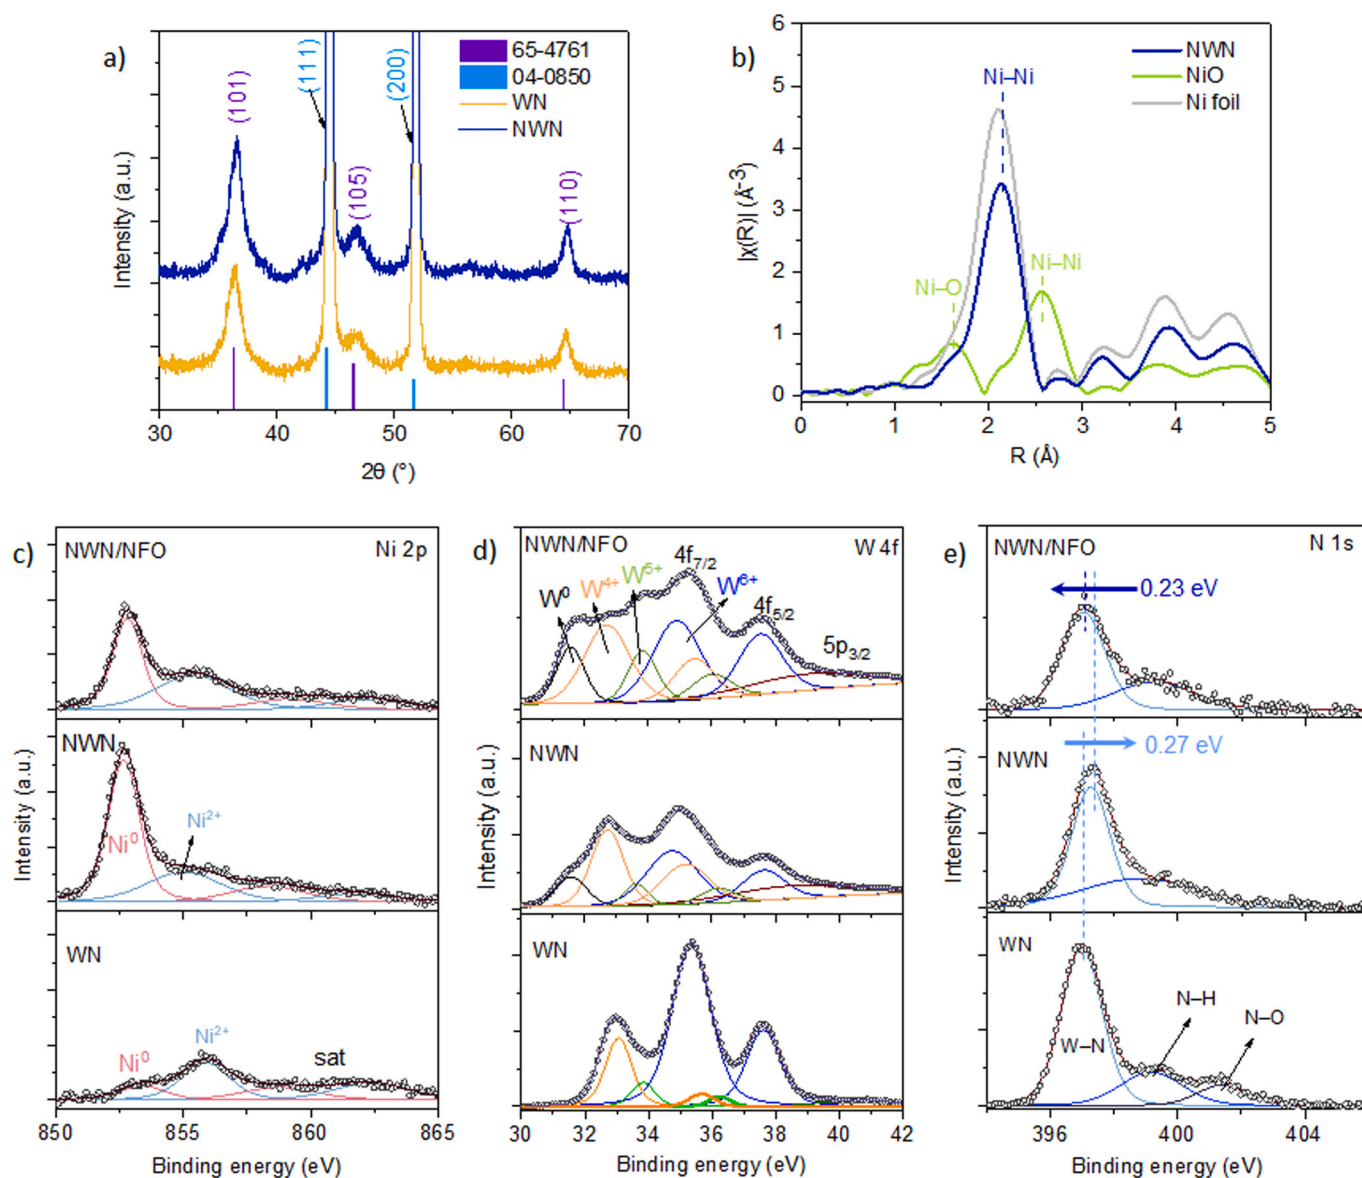 a)
(101)
(111)
(105)
(200)
(110)
65-4761
04-0850
WN
NWN
Intensity (a.u.)
30 40 50 60 70
2θ (°)
b)
6
5
4
3
2
1
0
|χ(R)| (Å⁻³)
Ni–Ni
Ni–O
Ni–Ni
NWN
NiO
Ni foil
0 1 2 3 4 5
R (Å)
c)
NWN/NFO
Ni 2p
NWN
Ni⁰
Ni²⁺
WN
Ni⁰
Ni²⁺
sat
Intensity (a.u.)
850 855 860 865
Binding energy (eV)
d)
NWN/NFO
W 4f
W⁰
W⁴⁺
W⁵⁺
4f₇/₂
W⁶⁺
4f₅/₂
5p₃/₂
NWN
WN
Intensity (a.u.)
30 32 34 36 38 40 42
Binding energy (eV)
e)
NWN/NFO
N 1s
0.23 eV
NWN
0.27 eV
WN
W–N
N–H
N–O
Intensity (a.u.)
396 400 404
Binding energy (eV)